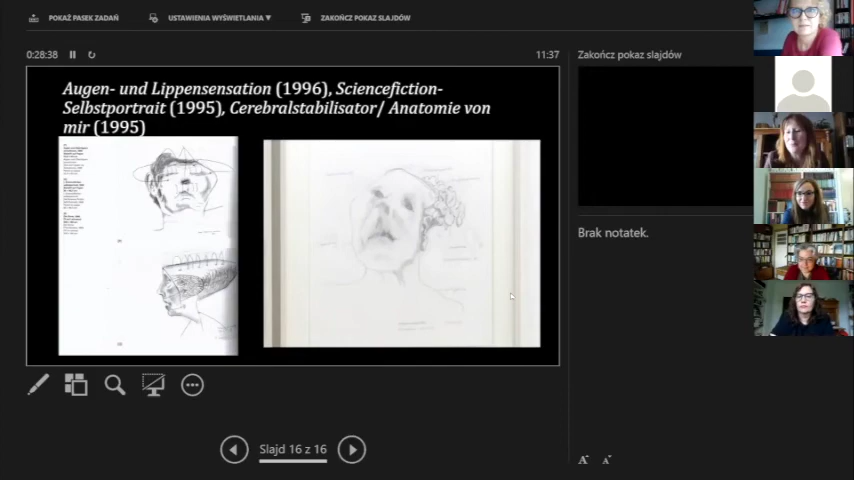 POKAŻ PASEK ZADAŃ
USTAWIENIA WYŚWIETLANIA ▼
ZAKOŃCZ POKAZ SLAJDÓW
0:28:38
11:37
Zakończ pokaz slajdów
Augen- und Lippensensation (1996), Sciencefiction-
Selbstportrait (1995), Cerebralstabilisator/ Anatomie von
mir (1995)
Brak notatek.
Slajd 16 z 16
A A